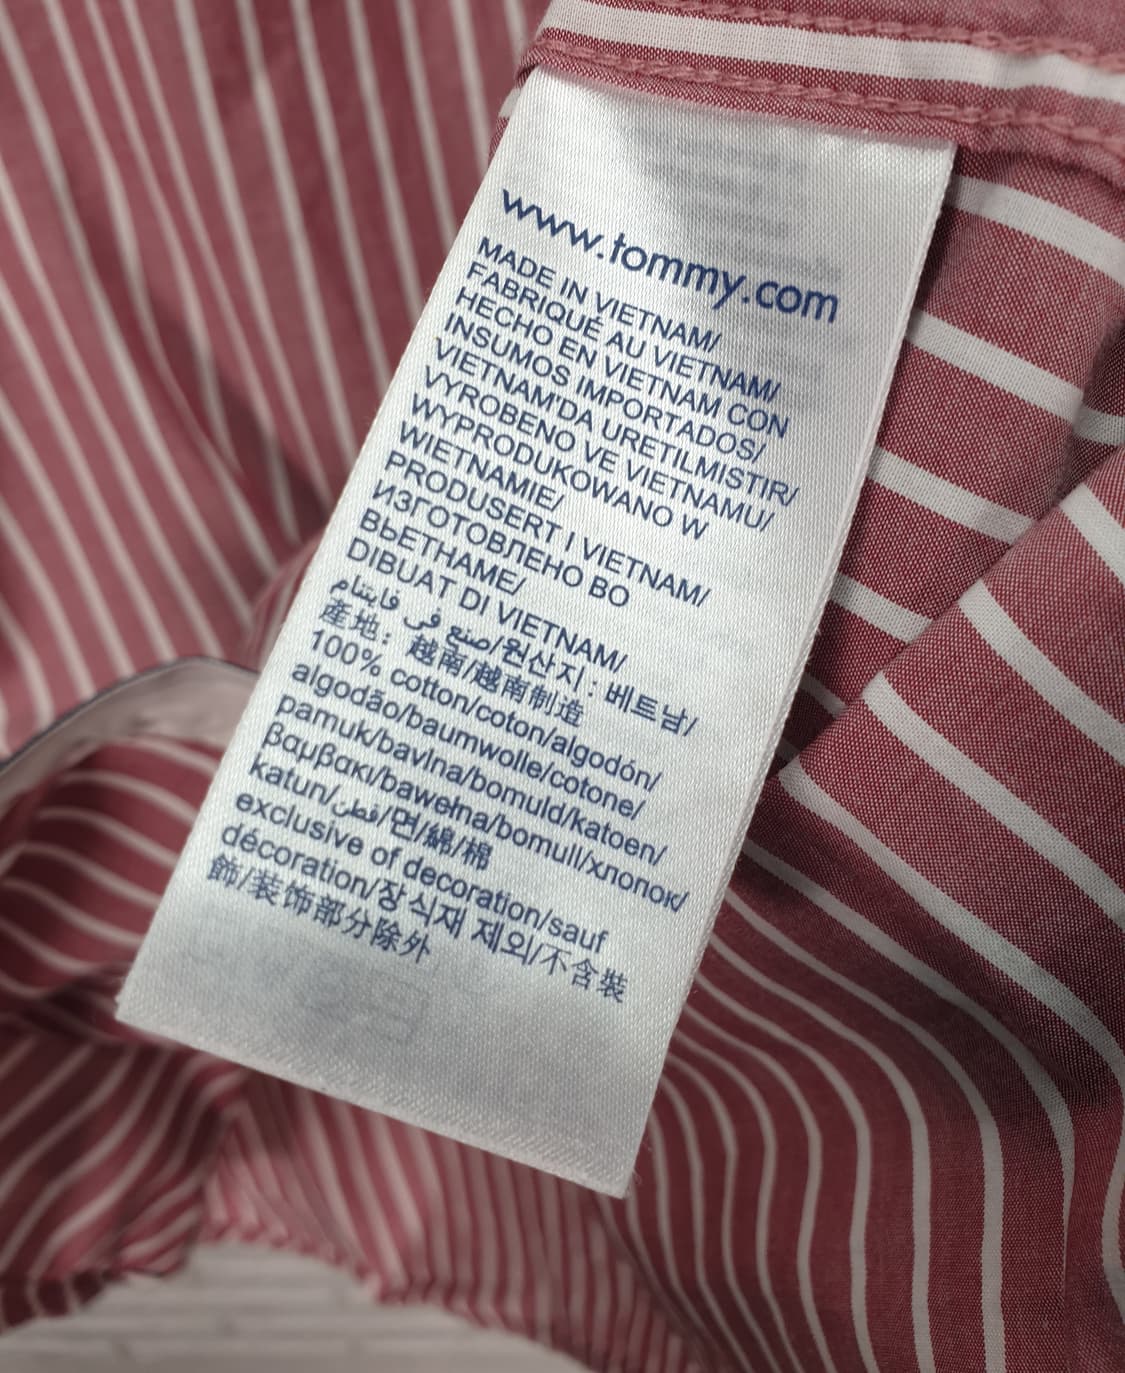 www.tommy.com
MADE IN VIETNAM/
FABRIQUÉ AU VIETNAM/
HECHO EN VIETNAM CON
INSUMOS IMPORTADOS/
VIETNAM'DA URETILMISTIR/
VYROBENO VE VIETNAMU/
WYPRODUKOWANO W
WIETNAMIE/
PRODUSERT I VIETNAM/
ИЗГОТОВЛЕНО ВО
ВЬЕТНАМЕ/
DIBUAT DI VIETNAM/
صنع في فايتنام/원산지 : 베트남/
產地：越南/越南制造
100% cotton/coton/algodón/
algodão/baumwolle/cotone/
pamuk/bavlna/bomuld/katoen/
βαμβακι/bawełna/bomull/хлопок/
katun/قطن/면/綿/棉
exclusive of decoration/sauf
décoration/장식재 제외/不含裝
飾/装饰部分除外